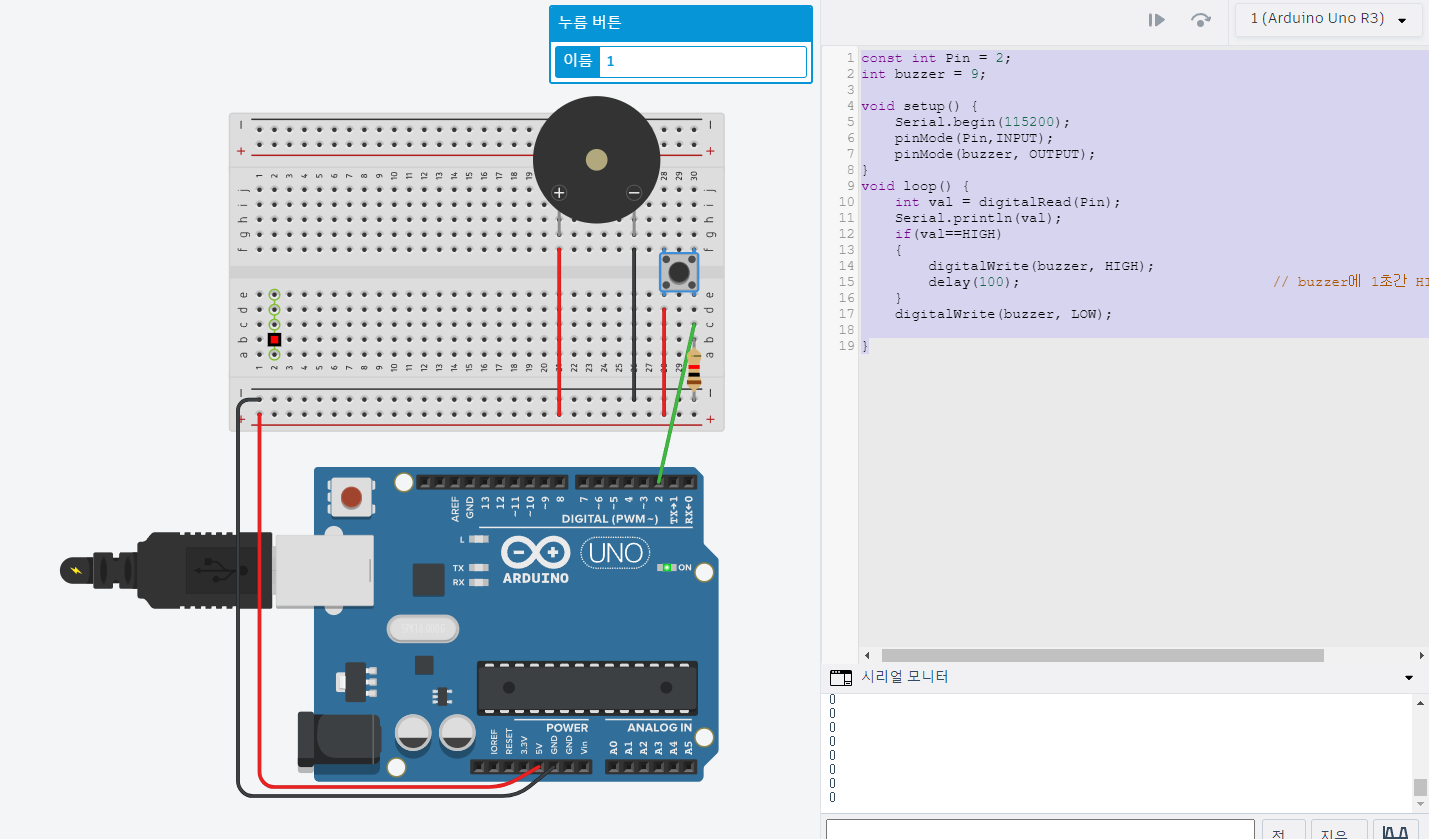 누름 버튼
이름 1
1 (Arduino Uno R3)
1 const int Pin = 2;
2 int buzzer = 9;
3
4 void setup() {
5 Serial.begin(115200);
6 pinMode(Pin,INPUT);
7 pinMode(buzzer, OUTPUT);
8 }
9 void loop() {
10 int val = digitalRead(Pin);
11 Serial.println(val);
12 if(val==HIGH)
13 {
14 digitalWrite(buzzer, HIGH);
15 delay(100); // buzzer에 1초간 HI
16 }
17 digitalWrite(buzzer, LOW);
18
19 }
시리얼 모니터
0
0
0
0
0
0
0
0
지우
AREF GND 13 12 ~11 ~10 ~9 8 7 ~6 ~5 4 ~3 2 TX→1 RX←0
DIGITAL (PWM~)
L
TX
RX
ARDUINO
UNO
ON
POWER
ANALOG IN
IOREF RESET 3.3V 5V GND GND Vin A0 A1 A2 A3 A4 A5